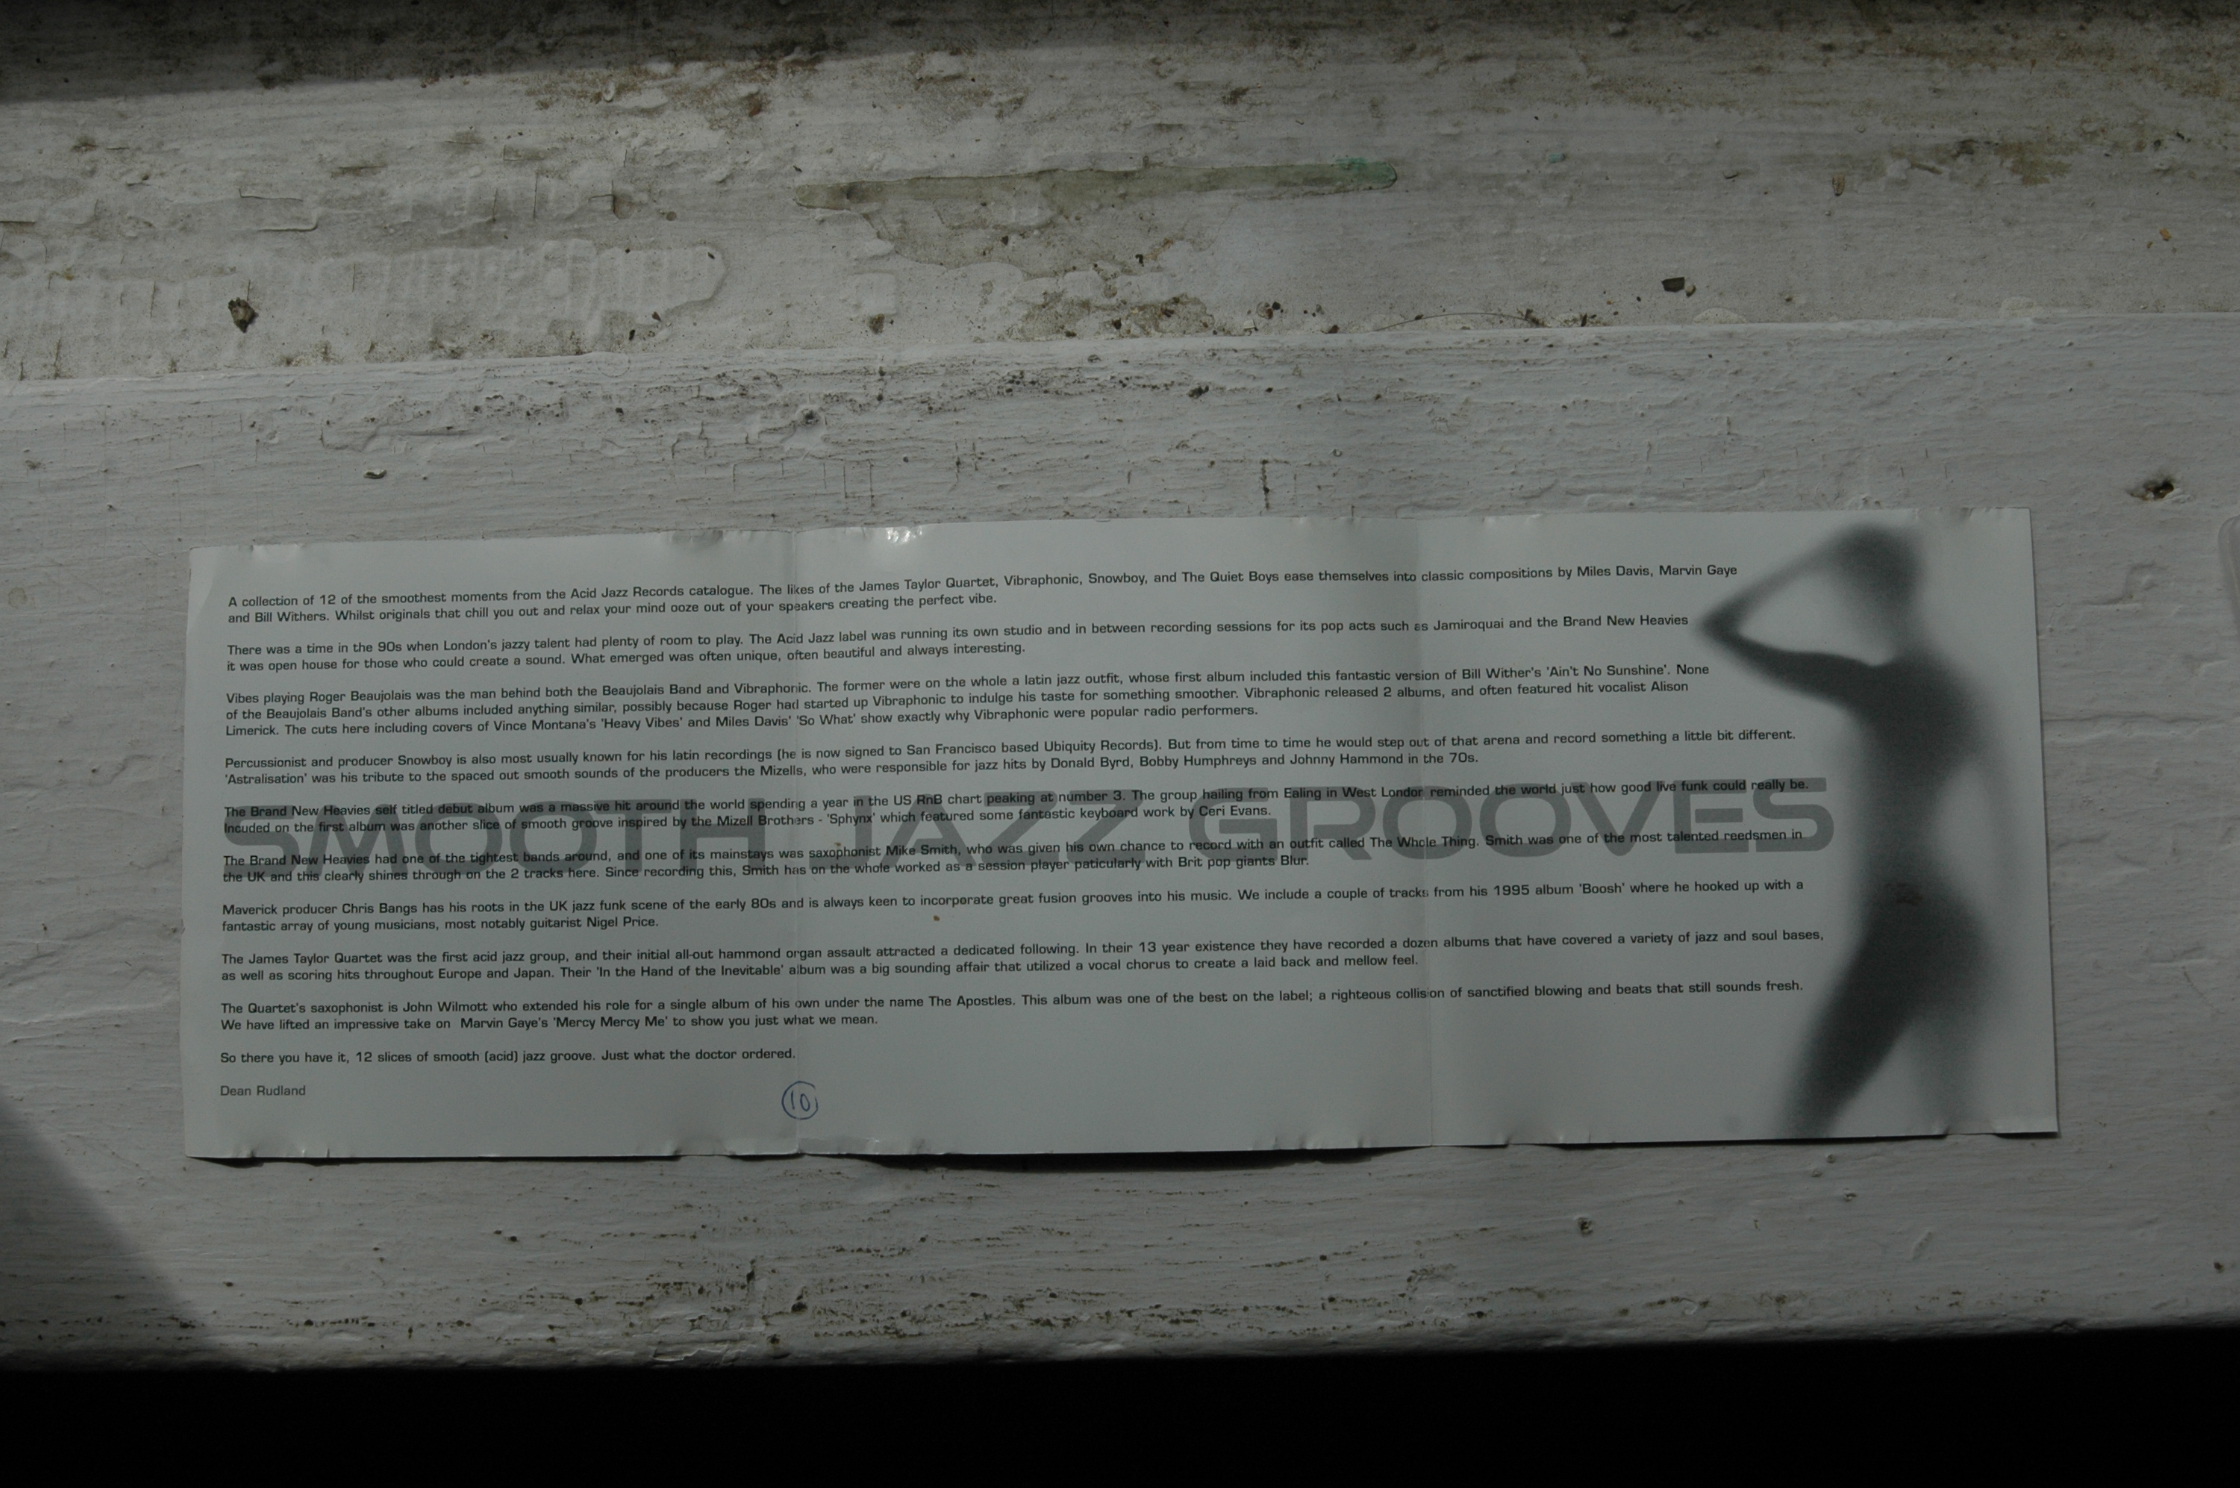 A collection of 12 of the smoothest moments from the Acid Jazz Records catalogue. The likes of the James Taylor Quartet, Vibraphonic, Snowboy, and The Quiet Boys ease themselves into classic compositions by Miles Davis, Marvin Gaye
and Bill Withers. Whilst originals that chill you out and relax your mind ooze out of your speakers creating the perfect vibe.
There was a time in the 90s when London's jazzy talent had plenty of room to play. The Acid Jazz label was running its own studio and in between recording sessions for its pop acts such as Jamiroquai and the Brand New Heavies
it was open house for those who could create a sound. What emerged was often unique, often beautiful and always interesting.
Vibes playing Roger Beaujolais was the man behind both the Beaujolais Band and Vibraphonic. The former were on the whole a latin jazz outfit, whose first album included this fantastic version of Bill Wither's 'Ain't No Sunshine'. None
of the Beaujolais Band's other albums included anything similar, possibly because Roger had started up Vibraphonic to indulge his taste for something smoother. Vibraphonic released 2 albums, and often featured hit vocalist Alison
Limerick. The cuts here including covers of Vince Montana's 'Heavy Vibes' and Miles Davis' 'So What' show exactly why Vibraphonic were popular radio performers.
Percussionist and producer Snowboy is also most usually known for his latin recordings (he is now signed to San Francisco based Ubiquity Records). But from time to time he would step out of that arena and record something a little bit different.
'Astralisation' was his tribute to the spaced out smooth sounds of the producers the Mizells, who were responsible for jazz hits by Donald Byrd, Bobby Humphreys and Johnny Hammond in the 70s.
SMOOTH JAZZ GROOVES
The Brand New Heavies self titled debut album was a massive hit around the world spending a year in the US RnB chart peaking at number 3. The group hailing from Ealing in West London reminded the world just how good live funk could really be.
Incuded on the first album was another slice of smooth groove inspired by the Mizell Brothers - 'Sphynx' which featured some fantastic keyboard work by Ceri Evans.
The Brand New Heavies had one of the tightest bands around, and one of its mainstays was saxophonist Mike Smith, who was given his own chance to record with an outfit called The Whole Thing. Smith was one of the most talented reedsmen in
the UK and this clearly shines through on the 2 tracks here. Since recording this, Smith has on the whole worked as a session player paticularly with Brit pop giants Blur.
Maverick producer Chris Bangs has his roots in the UK jazz funk scene of the early 80s and is always keen to incorporate great fusion grooves into his music. We include a couple of tracks from his 1995 album 'Boosh' where he hooked up with a
fantastic array of young musicians, most notably guitarist Nigel Price.
The James Taylor Quartet was the first acid jazz group, and their initial all-out hammond organ assault attracted a dedicated following. In their 13 year existence they have recorded a dozen albums that have covered a variety of jazz and soul bases,
as well as scoring hits throughout Europe and Japan. Their 'In the Hand of the Inevitable' album was a big sounding affair that utilized a vocal chorus to create a laid back and mellow feel.
The Quartet's saxophonist is John Wilmott who extended his role for a single album of his own under the name The Apostles. This album was one of the best on the label; a righteous collision of sanctified blowing and beats that still sounds fresh.
We have lifted an impressive take on Marvin Gaye's 'Mercy Mercy Me' to show you just what we mean.
So there you have it, 12 slices of smooth (acid) jazz groove. Just what the doctor ordered.
Dean Rudland
10